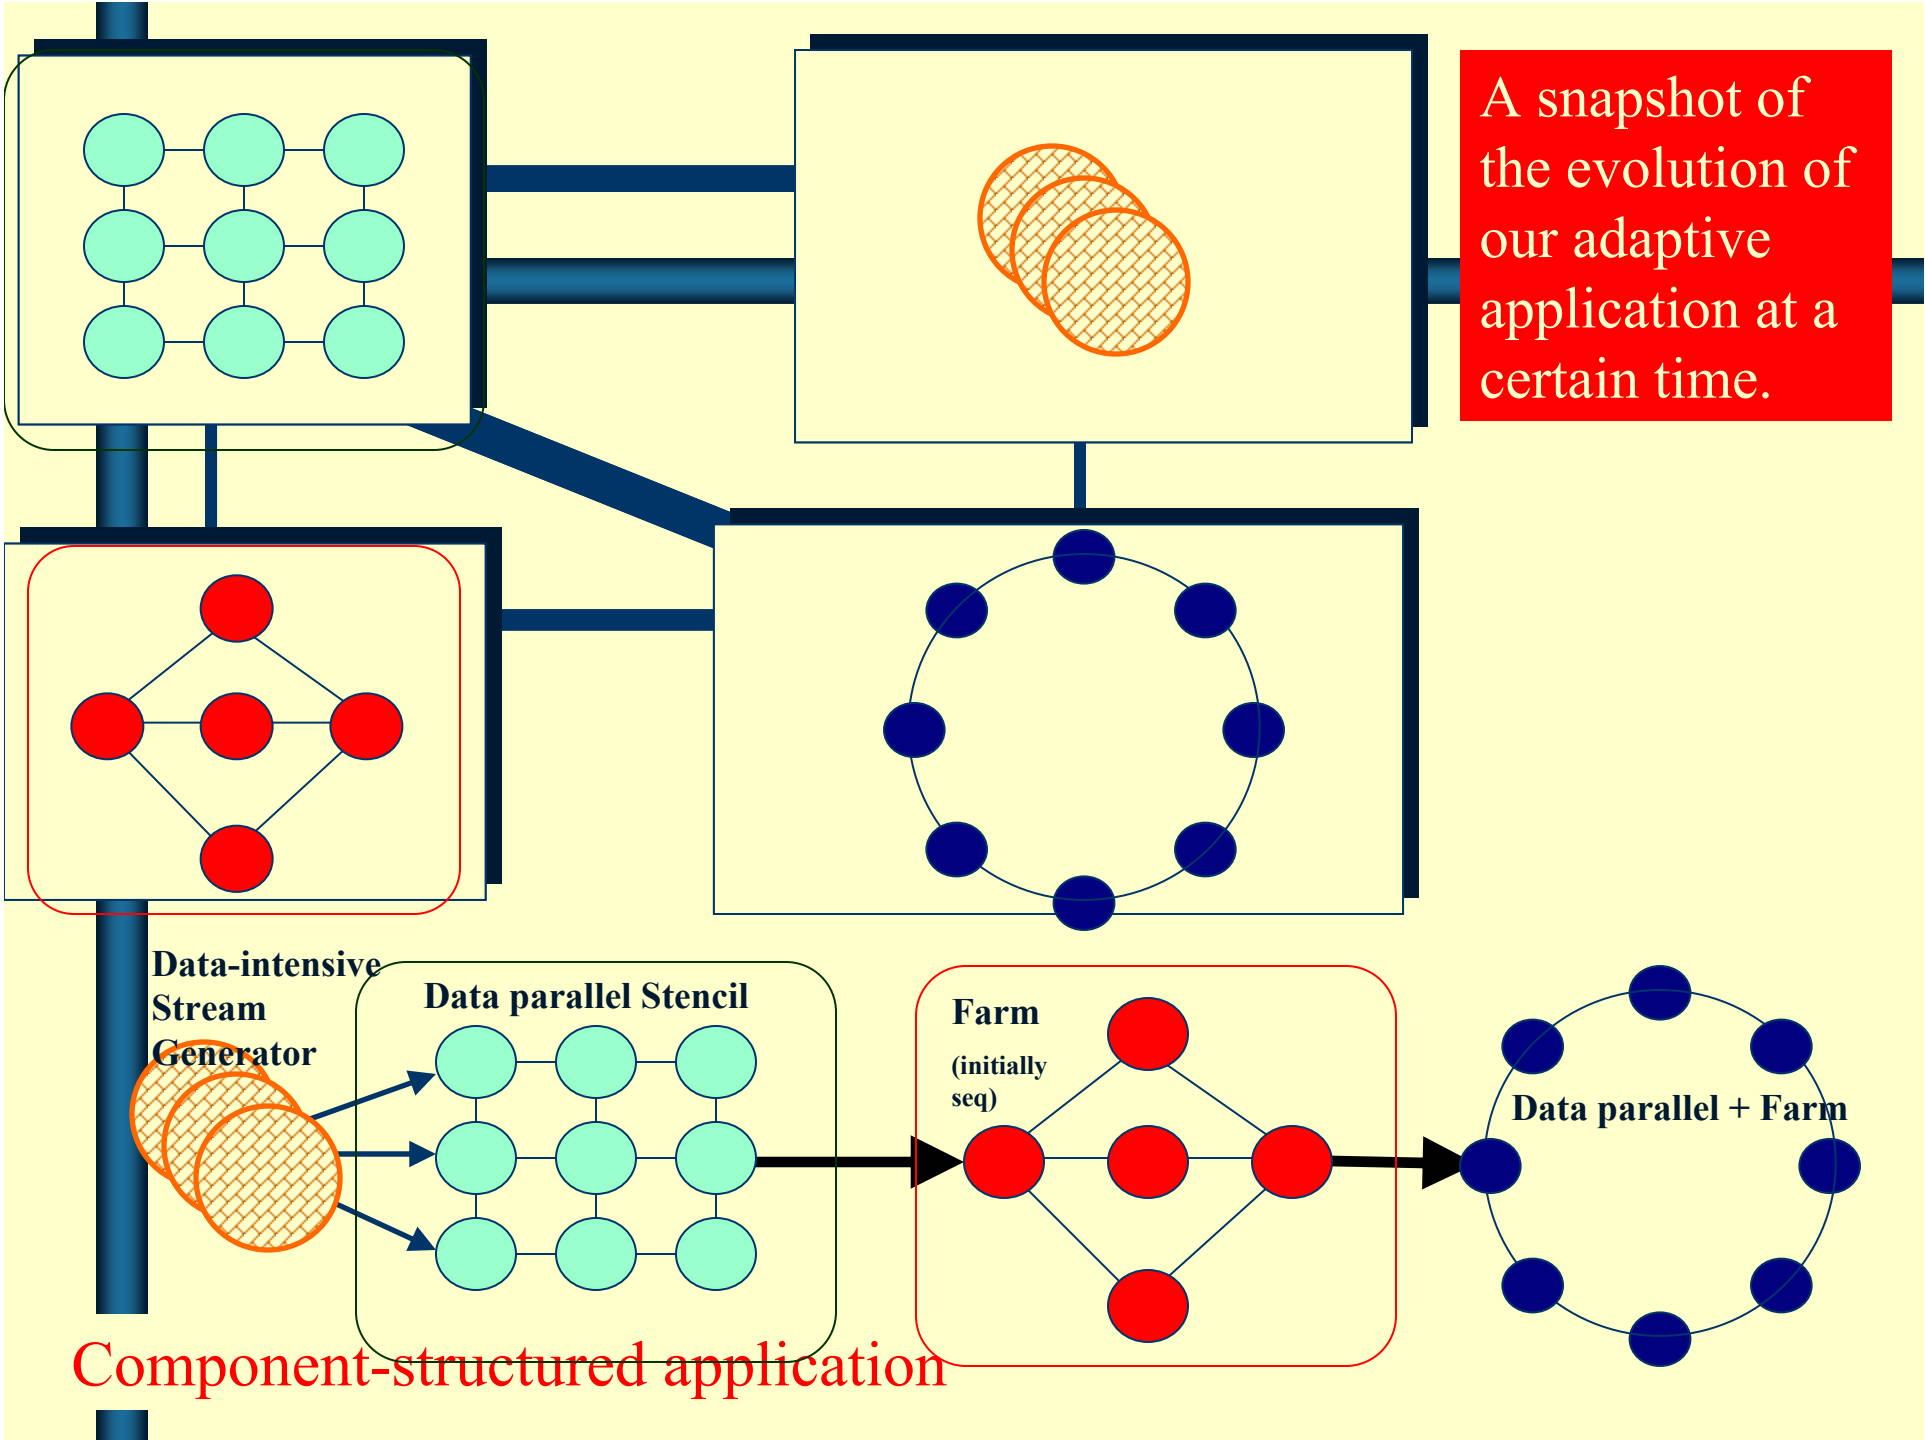 A snapshot of
the evolution of
our adaptive
application at a
certain time.
Data-intensive
Stream
Generator
Data parallel Stencil
Farm
(initially
seq)
Data parallel + Farm
Component-structured application